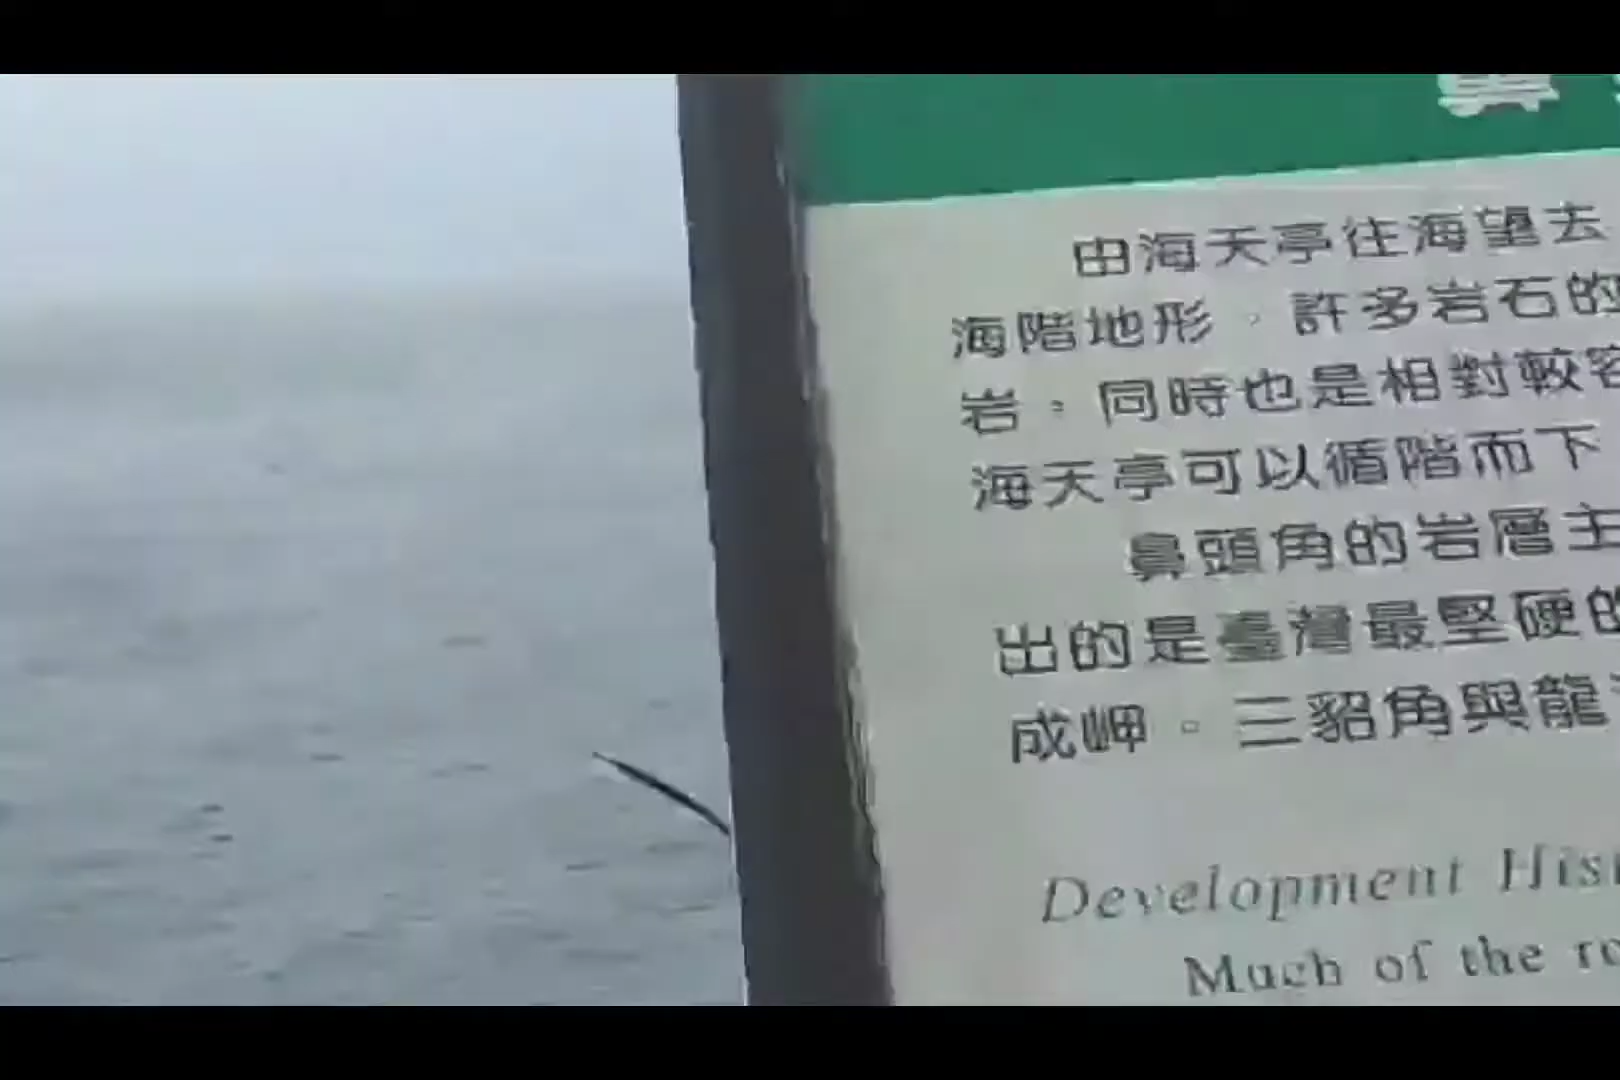 由海天亭往海望去
海階地形，許多岩石的
岩。同時也是相對較容
海天亭可以循階而下
鼻頭角的岩層主
出的是臺灣最堅硬的
成岬。三貂角與龍
Development His
Much of the ro